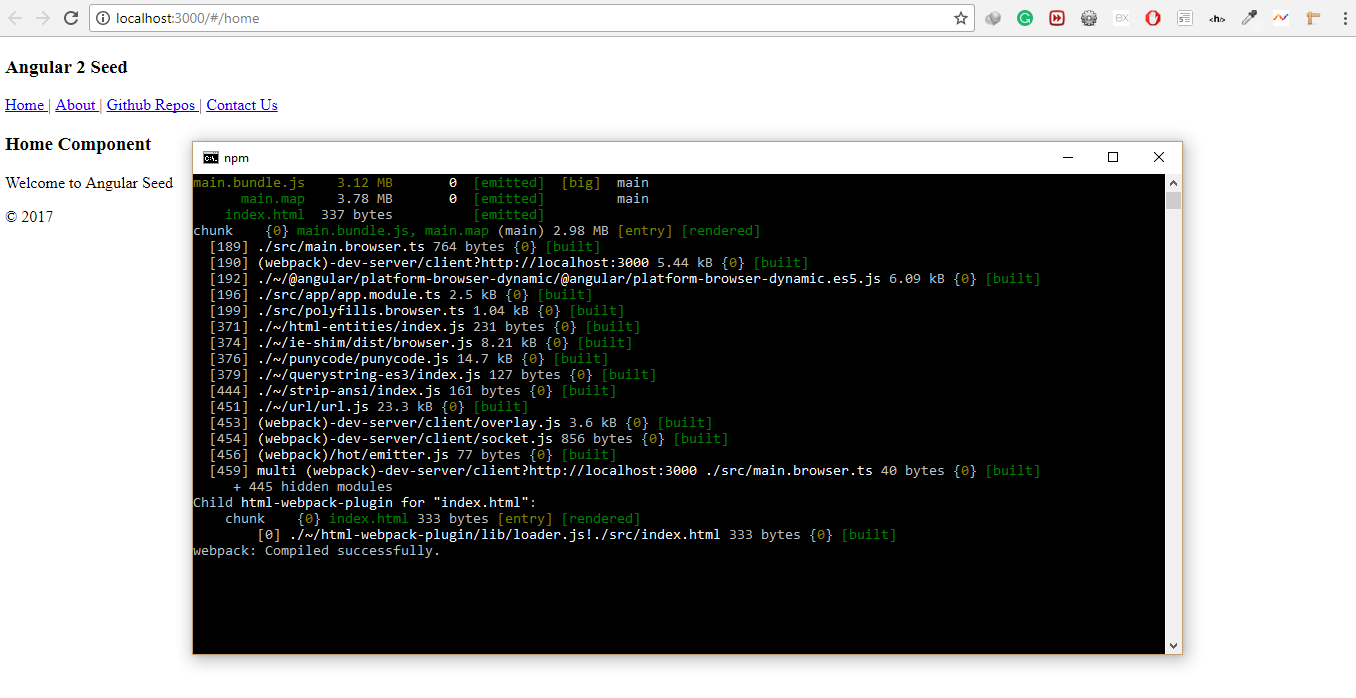 localhost:3000/#/home
ex
<h>
Angular 2 Seed
Home | About | Github Repos | Contact Us
Home Component
Welcome to Angular Seed
© 2017
C:\. npm
main.bundle.js 3.12 MB 0 [emitted] [big] main
main.map 3.78 MB 0 [emitted] main
index.html 337 bytes [emitted]
chunk {0} main.bundle.js, main.map (main) 2.98 MB [entry] [rendered]
[189] ./src/main.browser.ts 764 bytes {0} [built]
[190] (webpack)-dev-server/client?http://localhost:3000 5.44 kB {0} [built]
[192] ./~/@angular/platform-browser-dynamic/@angular/platform-browser-dynamic.es5.js 6.09 kB {0} [built]
[196] ./src/app/app.module.ts 2.5 kB {0} [built]
[199] ./src/polyfills.browser.ts 1.04 kB {0} [built]
[371] ./~/html-entities/index.js 231 bytes {0} [built]
[374] ./~/ie-shim/dist/browser.js 8.21 kB {0} [built]
[376] ./~/punycode/punycode.js 14.7 kB {0} [built]
[379] ./~/querystring-es3/index.js 127 bytes {0} [built]
[444] ./~/strip-ansi/index.js 161 bytes {0} [built]
[451] ./~/url/url.js 23.3 kB {0} [built]
[453] (webpack)-dev-server/client/overlay.js 3.6 kB {0} [built]
[454] (webpack)-dev-server/client/socket.js 856 bytes {0} [built]
[456] (webpack)/hot/emitter.js 77 bytes {0} [built]
[459] multi (webpack)-dev-server/client?http://localhost:3000 ./src/main.browser.ts 40 bytes {0} [built]
+ 445 hidden modules
Child html-webpack-plugin for "index.html":
chunk {0} index.html 333 bytes [entry] [rendered]
[0] ./~/html-webpack-plugin/lib/loader.js!./src/index.html 333 bytes {0} [built]
webpack: Compiled successfully.